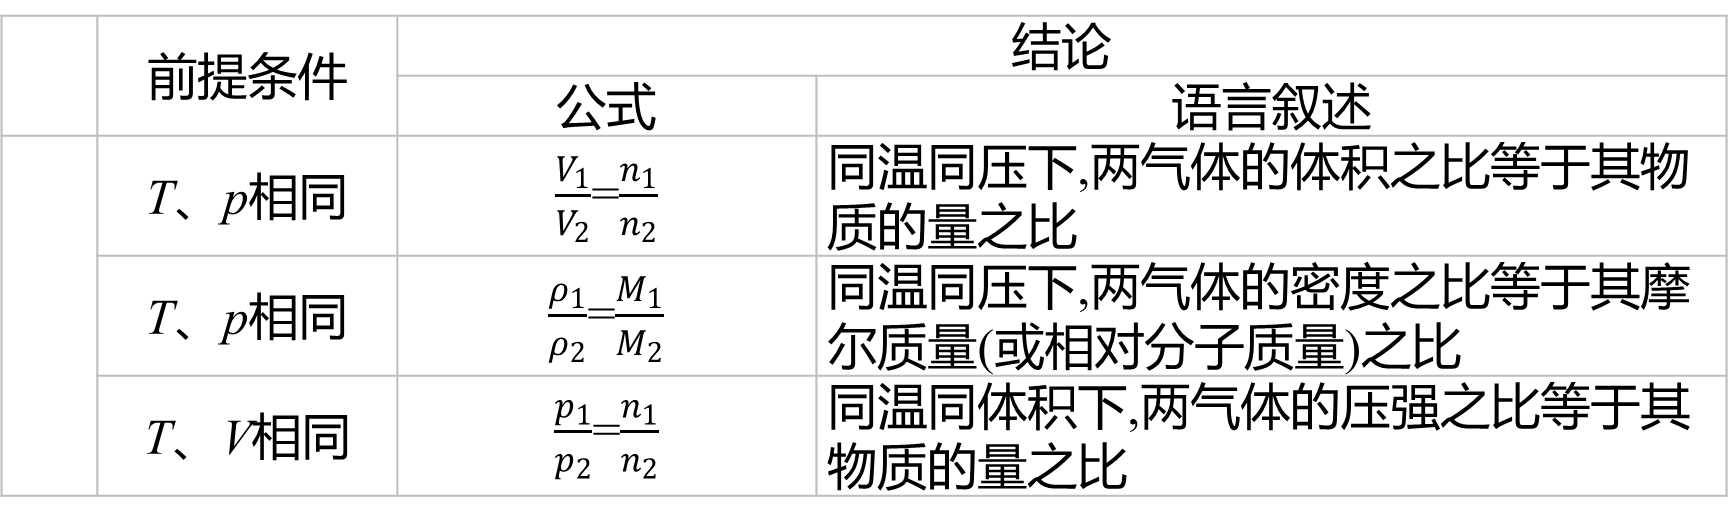 前提条件
结论
公式
语言叙述
T、p相同
V₁/V₂=n₁/n₂
同温同压下,两气体的体积之比等于其物
质的量之比
T、p相同
ρ₁/ρ₂=M₁/M₂
同温同压下,两气体的密度之比等于其摩
尔质量(或相对分子质量)之比
T、V相同
p₁/p₂=n₁/n₂
同温同体积下,两气体的压强之比等于其
物质的量之比